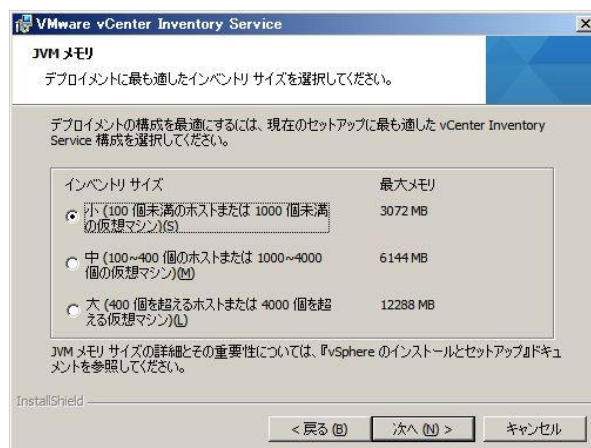 VMware vCenter Inventory Service
JVM メモリ
デプロイメントに最も適したインベントリ サイズを選択してください。
デプロイメントの構成を最適にするには、現在のセットアップに最も適した vCenter Inventory
Service 構成を選択してください。
インベントリ サイズ 最大メモリ
小 (100 個未満のホストまたは 1000 個未満 3072 MB
の仮想マシン)(S)
中 (100~400 個のホストまたは 1000~4000 6144 MB
個の仮想マシン)(M)
大 (400 個を超えるホストまたは 4000 個を超 12288 MB
える仮想マシン)(L)
JVM メモリ サイズの詳細とその重要性については、『vSphere のインストールとセットアップ』ドキュ
メントを参照してください。
InstallShield
< 戻る (B) 次へ (N) > キャンセル